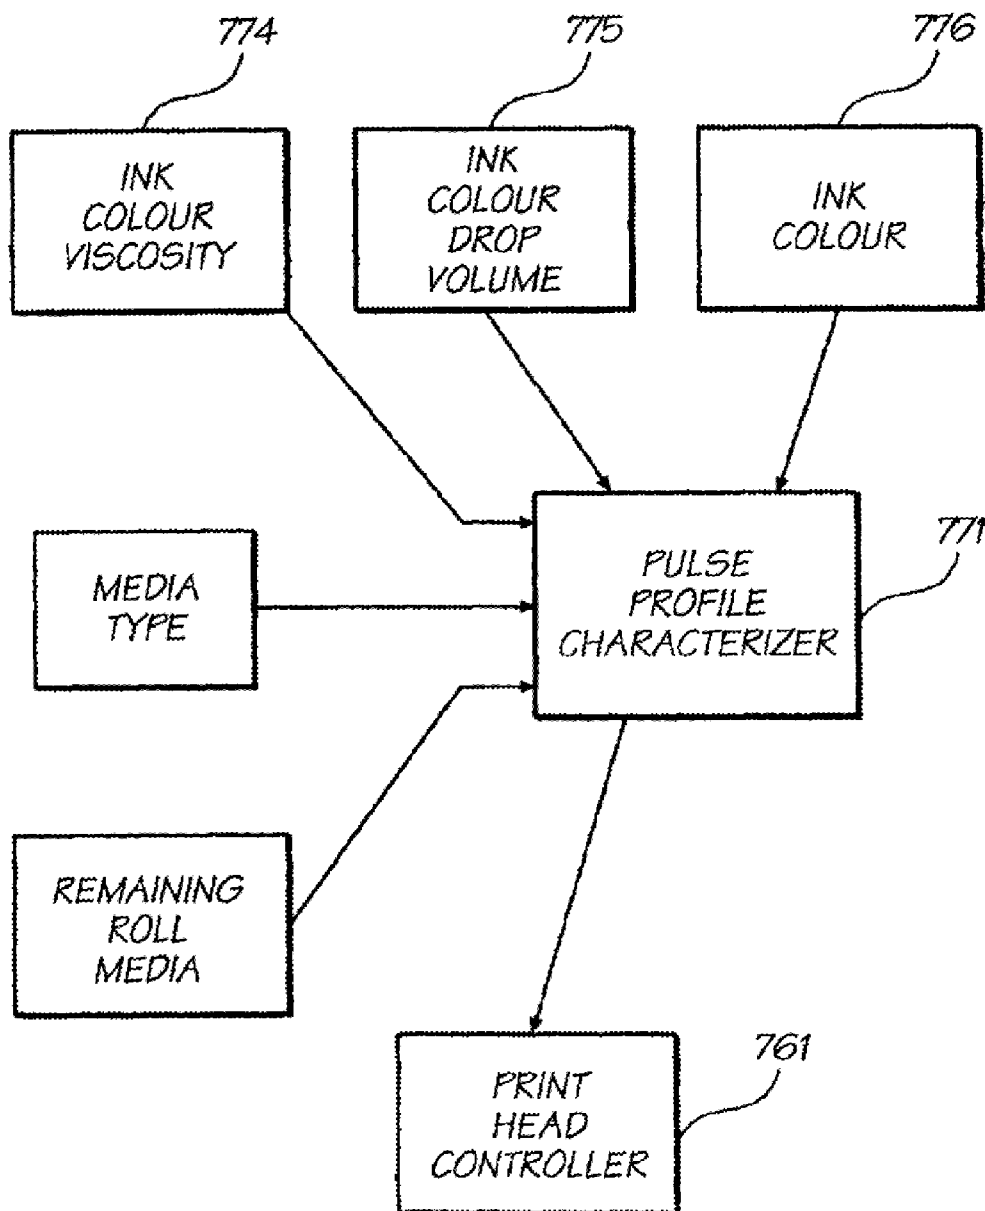 774
775
776
INK
COLOUR
VISCOSITY
INK
COLOUR
DROP
VOLUME
INK
COLOUR
MEDIA
TYPE
PULSE
PROFILE
CHARACTERIZER
771
REMAINING
ROLL
MEDIA
PRINT
HEAD
CONTROLLER
761